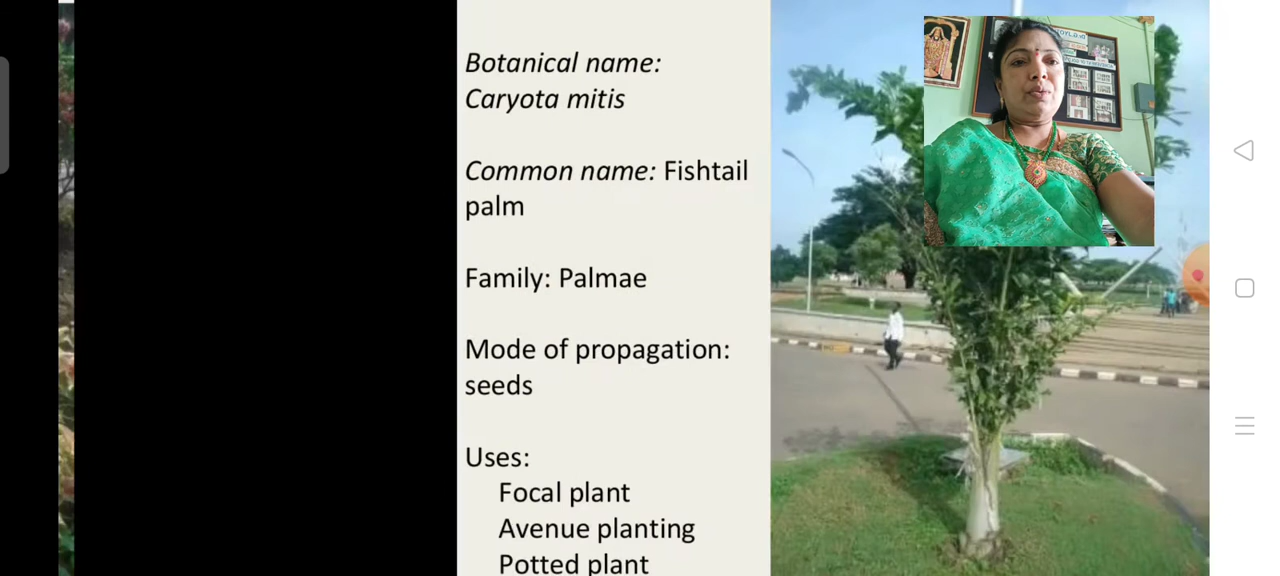 Botanical name:
Caryota mitis
Common name: Fishtail
palm
Family: Palmae
Mode of propagation:
seeds
Uses:
Focal plant
Avenue planting
Potted plant